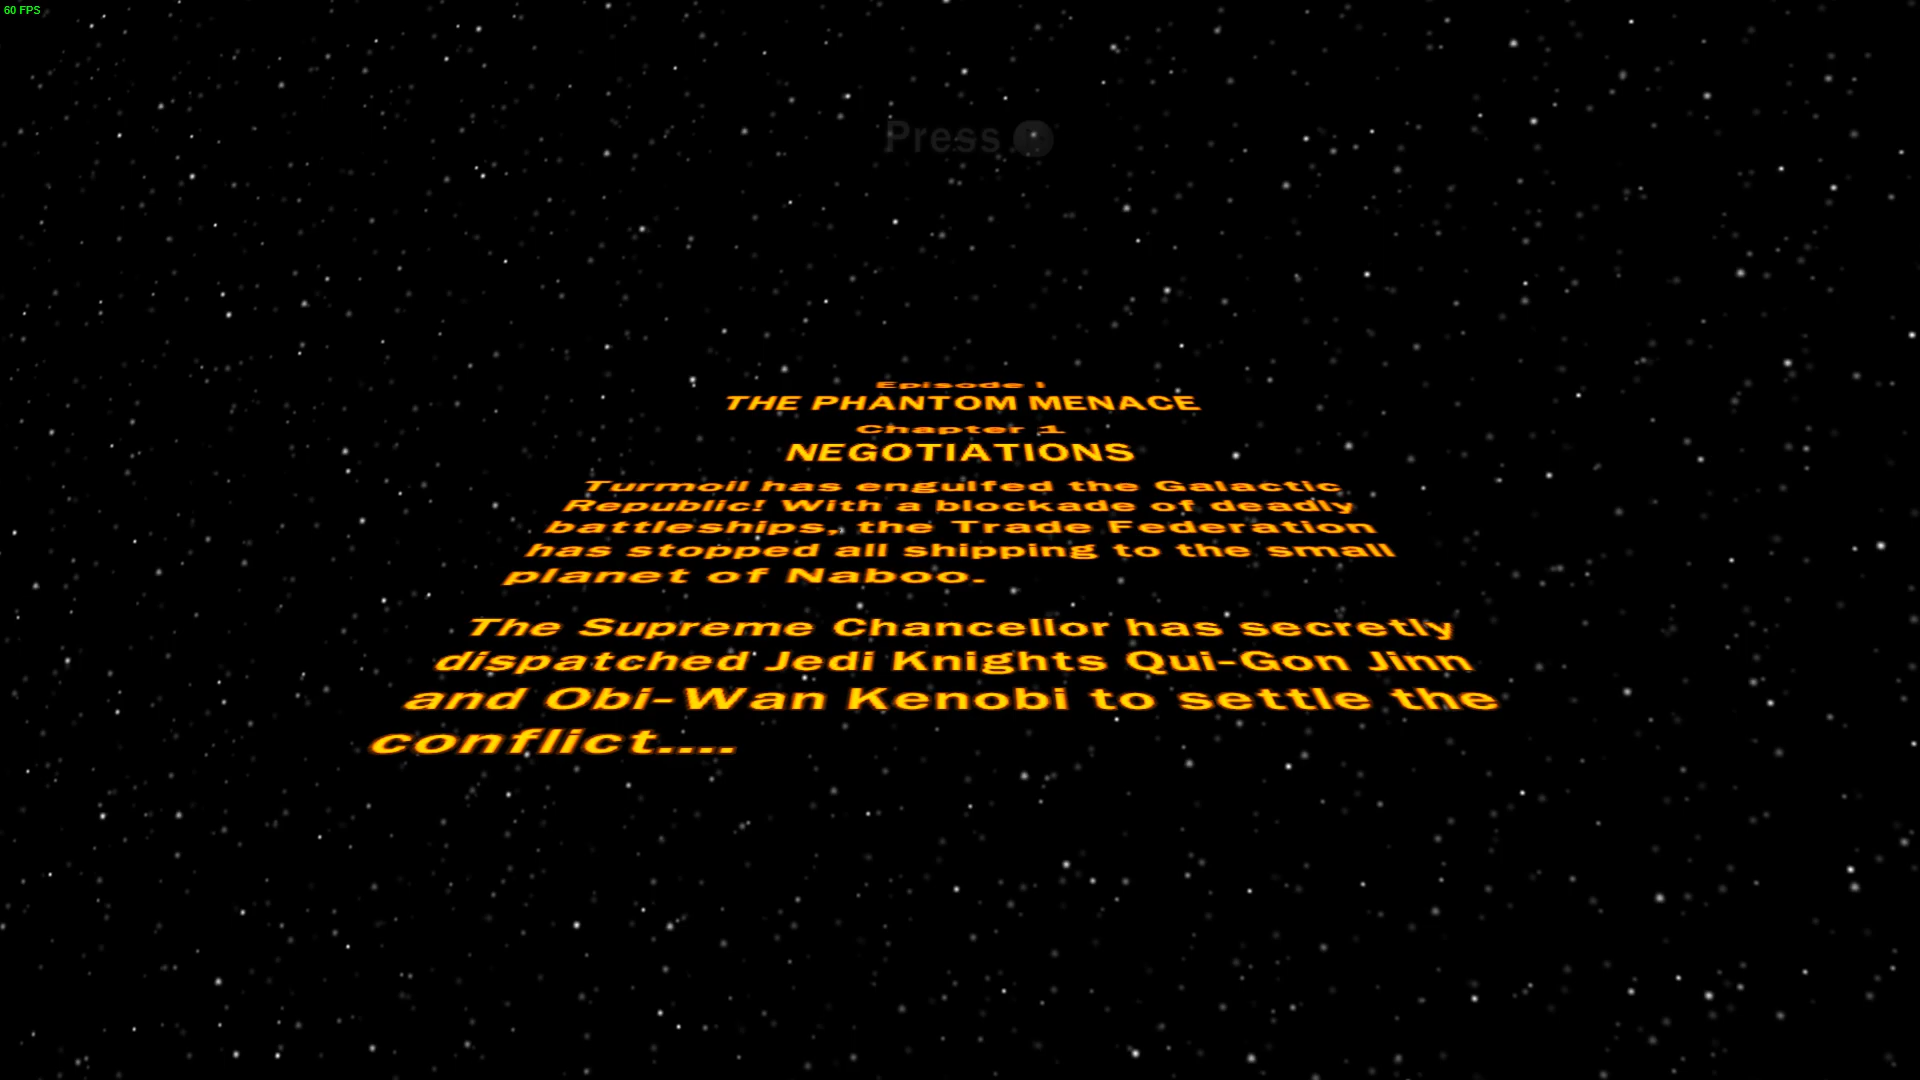 60 FPS
Press
Episode I
THE PHANTOM MENACE
Chapter 1
NEGOTIATIONS
Turmoil has engulfed the Galactic
Republic! With a blockade of deadly
battleships, the Trade Federation
has stopped all shipping to the small
planet of Naboo.
The Supreme Chancellor has secretly
dispatched Jedi Knights Qui-Gon Jinn
and Obi-Wan Kenobi to settle the
conflict....